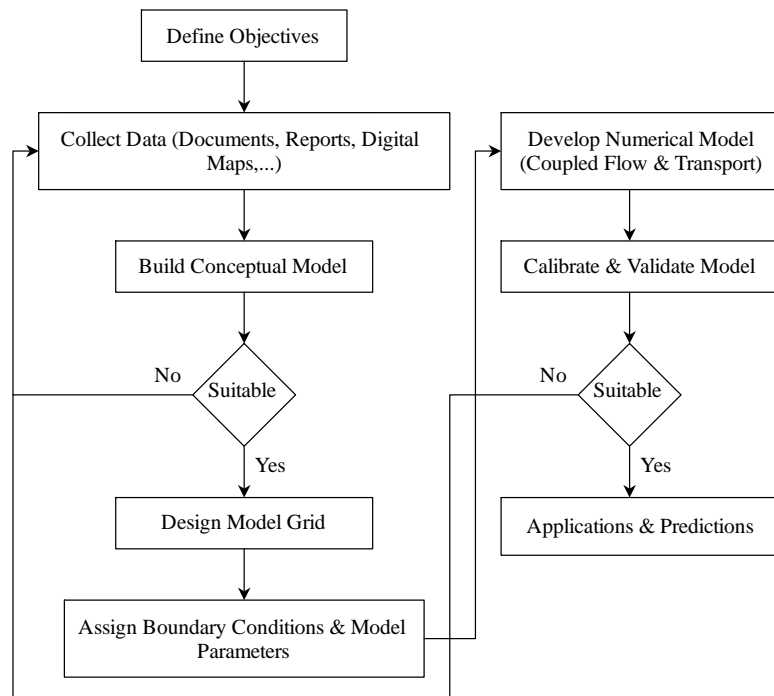 Define Objectives
Collect Data (Documents, Reports, Digital
Maps,...)
Build Conceptual Model
No
Suitable
Yes
Design Model Grid
Assign Boundary Conditions & Model
Parameters
Develop Numerical Model
(Coupled Flow & Transport)
Calibrate & Validate Model
No
Suitable
Yes
Applications & Predictions